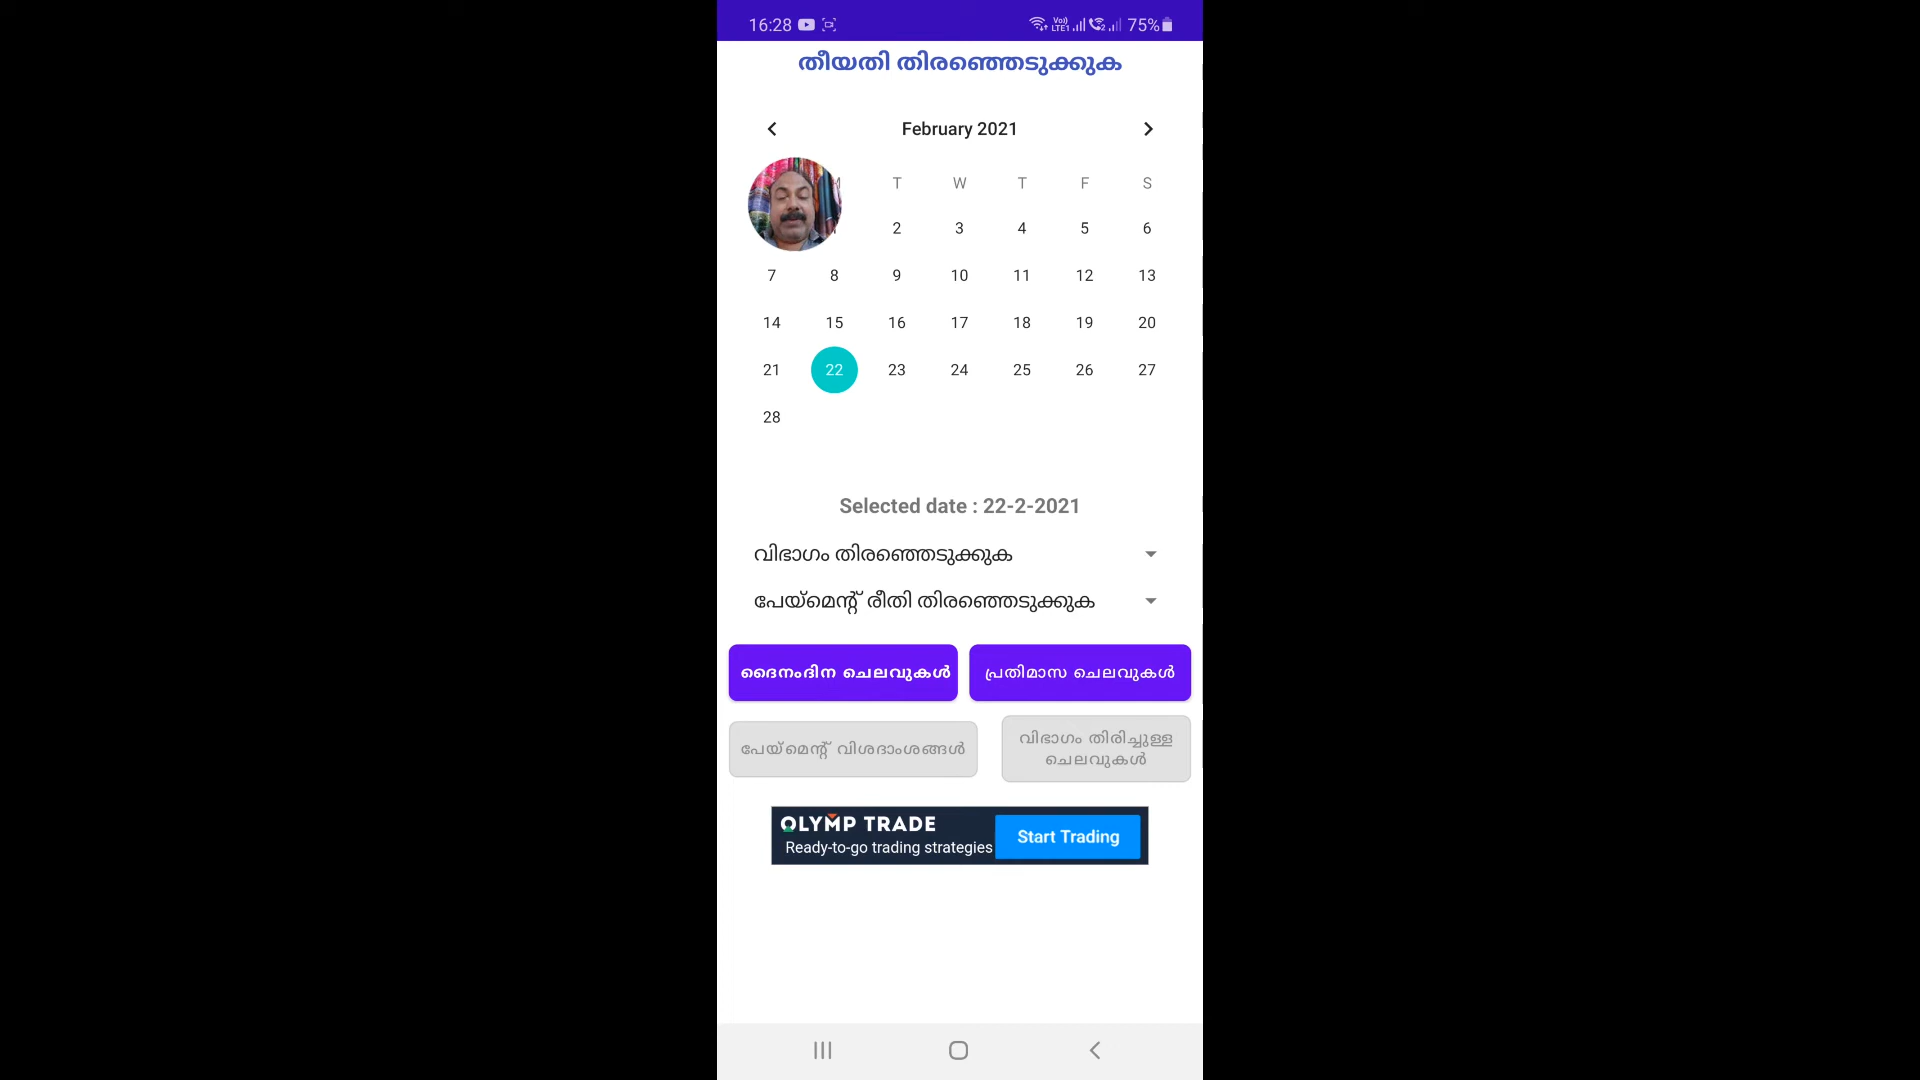 16:28 75%
തീയതി തിരഞ്ഞെടുക്കുക
February 2021
T W T F S
2 3 4 5 6
7 8 9 10 11 12 13
14 15 16 17 18 19 20
21 22 23 24 25 26 27
28
Selected date : 22-2-2021
വിഭാഗം തിരഞ്ഞെടുക്കുക
പേയ്മെന്റ് രീതി തിരഞ്ഞെടുക്കുക
ദൈനംദിന ചെലവുകൾ പ്രതിമാസ ചെലവുകൾ
പേയ്മെന്റ് വിശദാംശങ്ങൾ
വിഭാഗം തിരിച്ചുള്ള
ചെലവുകൾ
OLYMP TRADE
Ready-to-go trading strategies
Start Trading